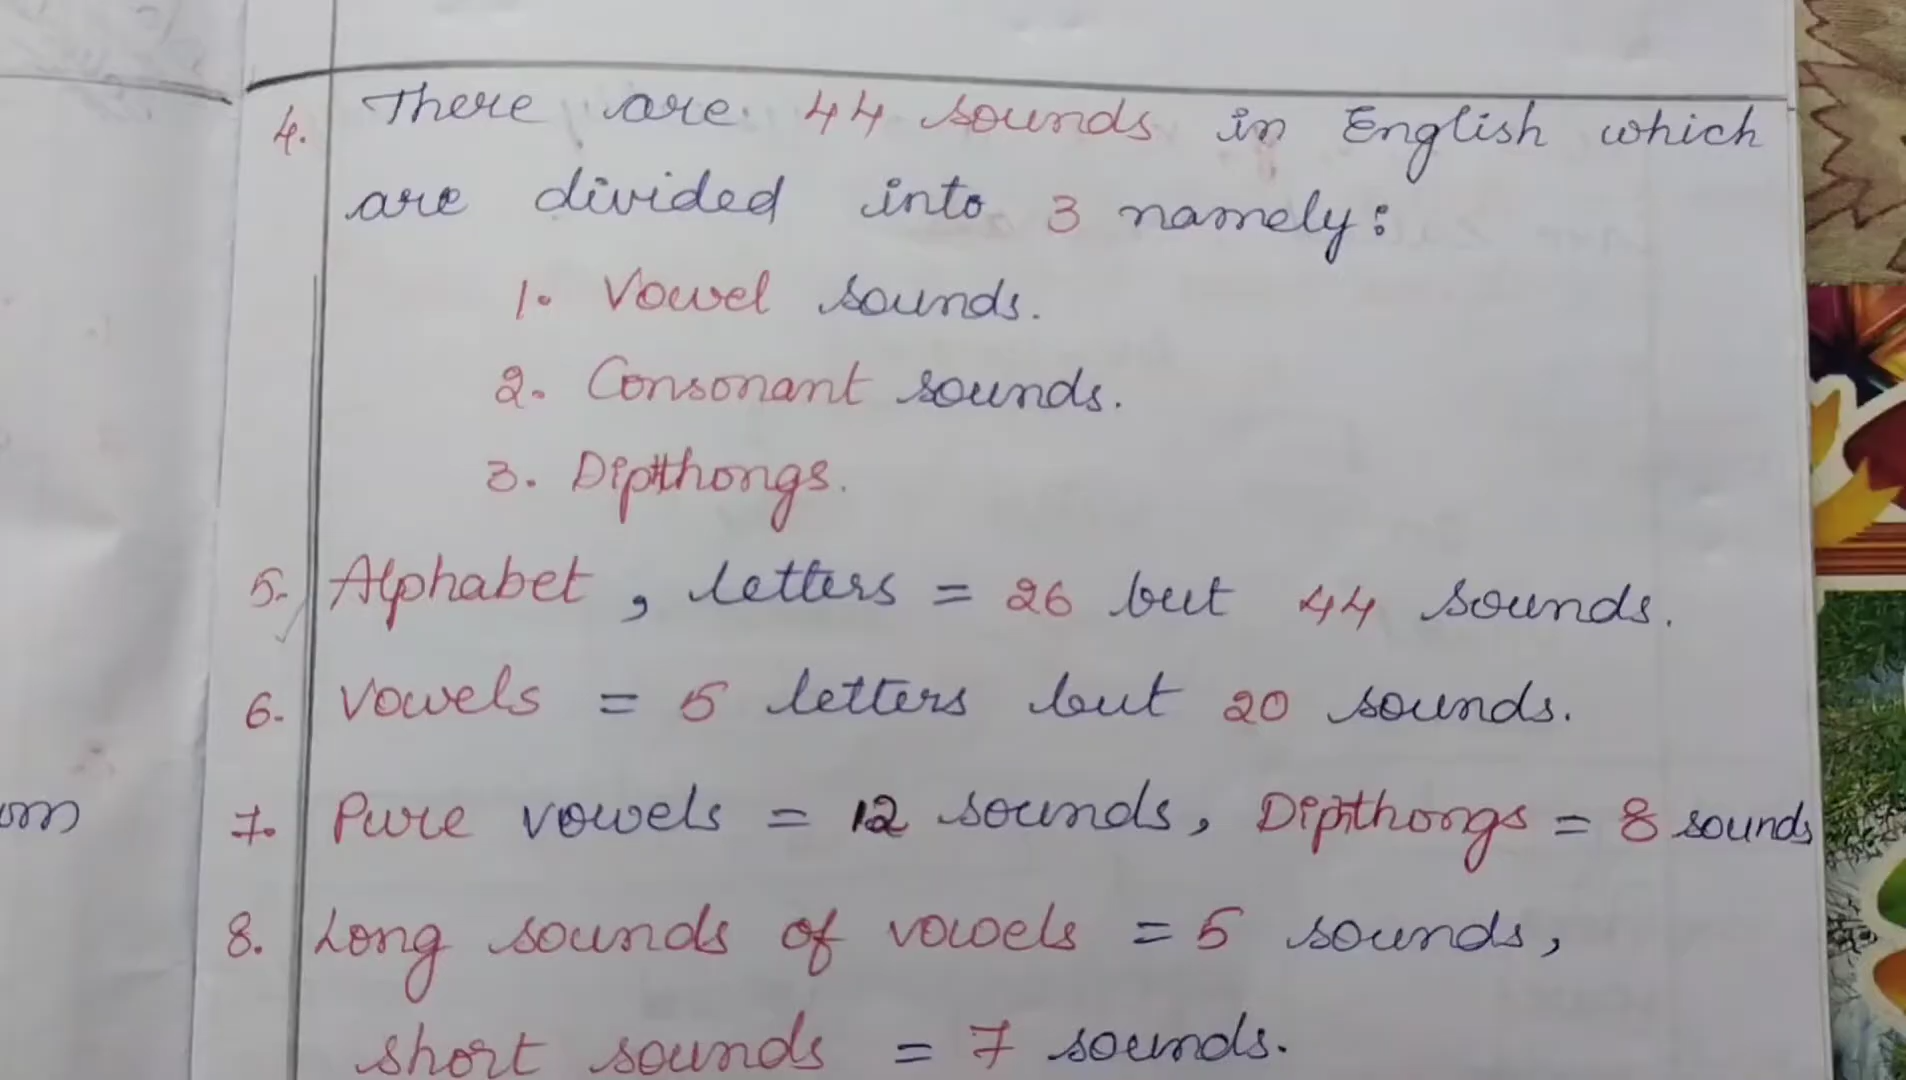 4. There are 44 sounds in English which
are divided into 3 namely:
1. Vowel sounds.
2. Consonant sounds.
3. Dipthongs.
5. Alphabet, letters = 26 but 44 sounds.
6. Vowels = 5 letters but 20 sounds.
7. Pure vowels = 12 sounds, Dipthongs = 8 sounds
8. Long sounds of vowels = 5 sounds,
short sounds = 7 sounds.